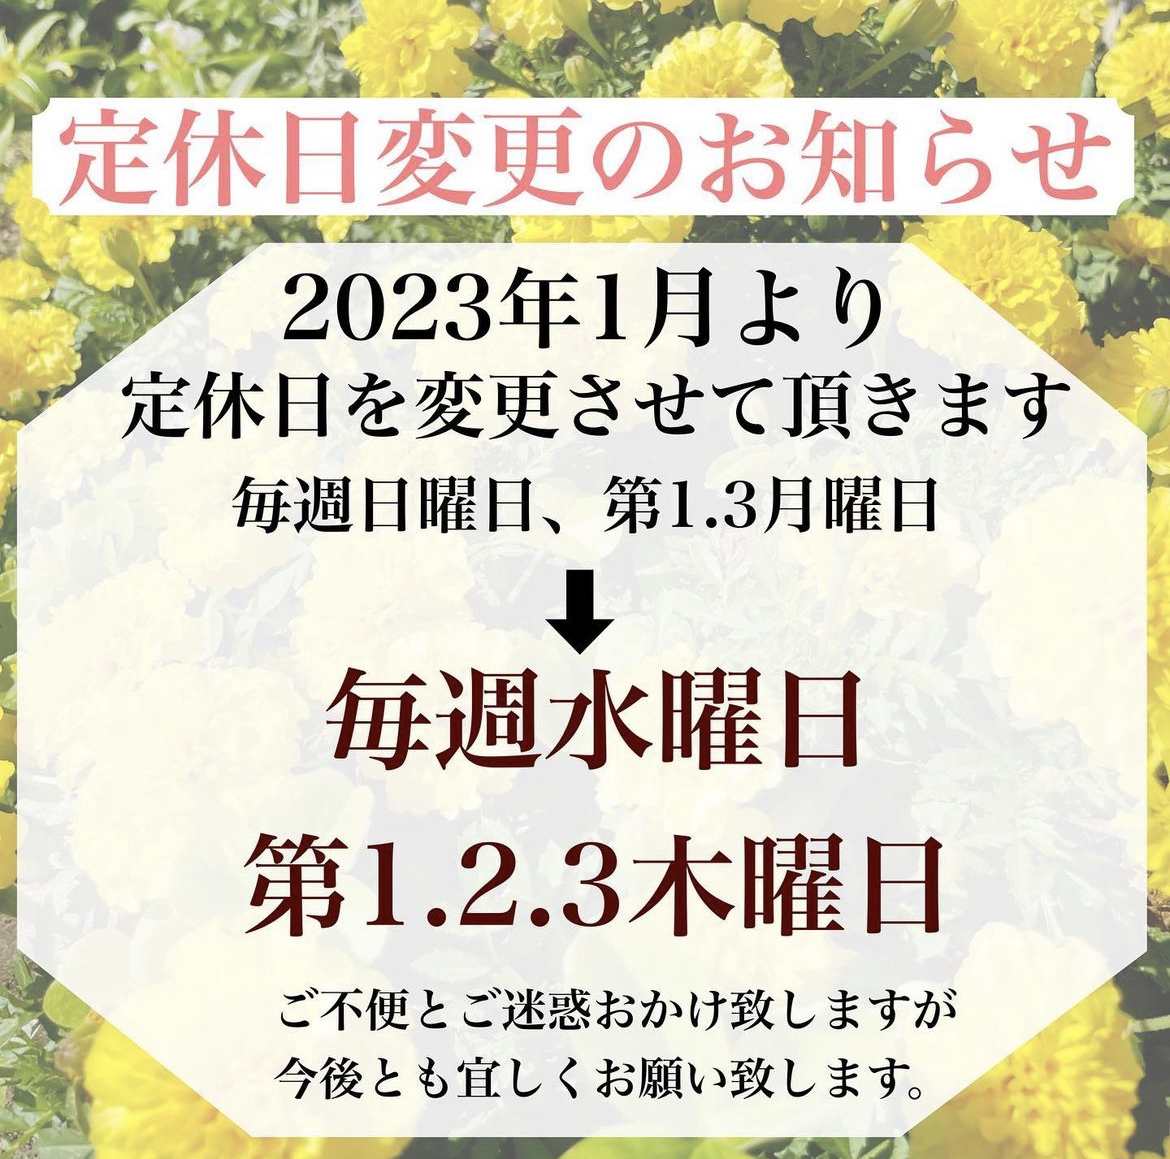 定休日変更のお知らせ
2023年1月より
定休日を変更させて頂きます
毎週日曜日、第1.3月曜日
毎週水曜日
第1.2.3木曜日
ご不便とご迷惑おかけ致しますが
今後とも宜しくお願い致します。